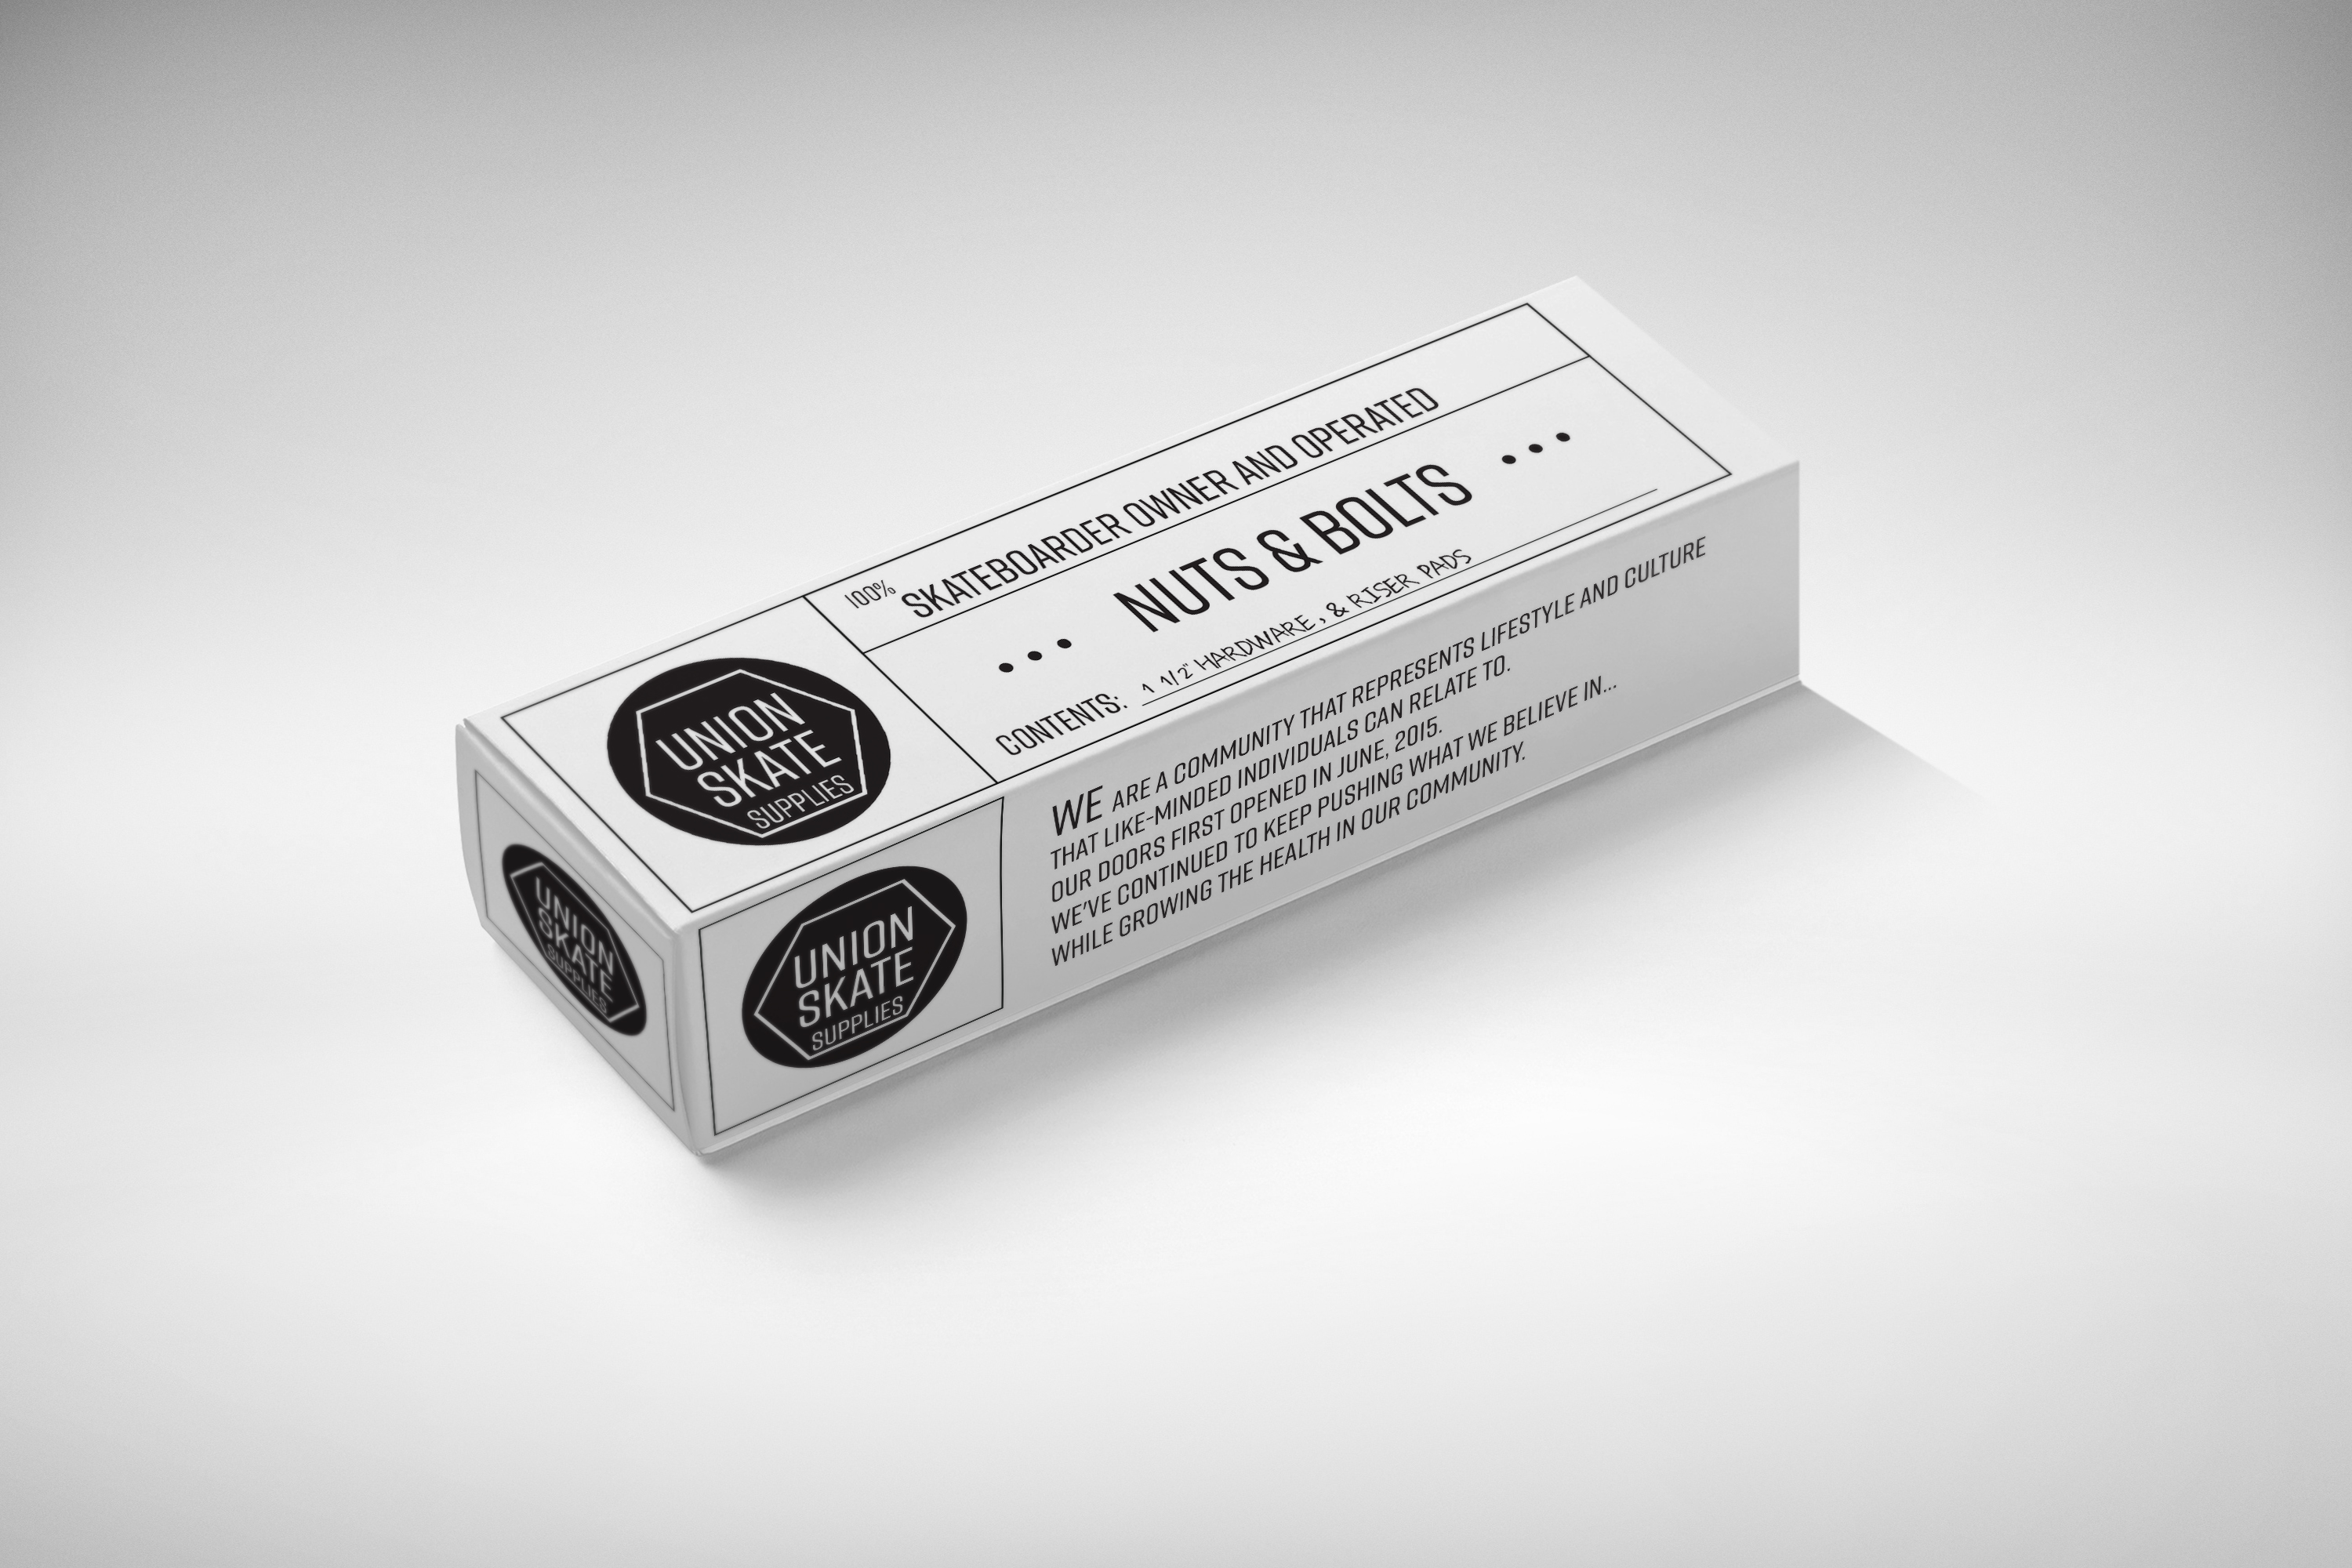 100% SKATEBOARDER OWNER AND OPERATED
••• NUTS & BOLTS •••
CONTENTS: 1 1/2" HARDWARE, & RISER PADS
UNION
SKATE
SUPPLIES
UNION
SKATE
SUPPLIES
UNION
SKATE
SUPPLIES
WE ARE A COMMUNITY THAT REPRESENTS LIFESTYLE AND CULTURE
THAT LIKE-MINDED INDIVIDUALS CAN RELATE TO.
OUR DOORS FIRST OPENED IN JUNE, 2015.
WE'VE CONTINUED TO KEEP PUSHING WHAT WE BELIEVE IN...
WHILE GROWING THE HEALTH IN OUR COMMUNITY.